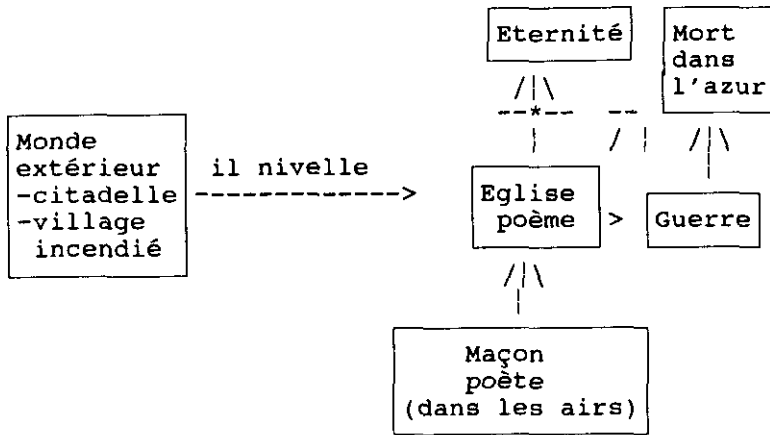 Eternité
Mort
dans
l'azur
Monde
extérieur
-citadelle
-village
incendié
il nivelle
Eglise
poème
>
Guerre
Maçon
poète
(dans les airs)